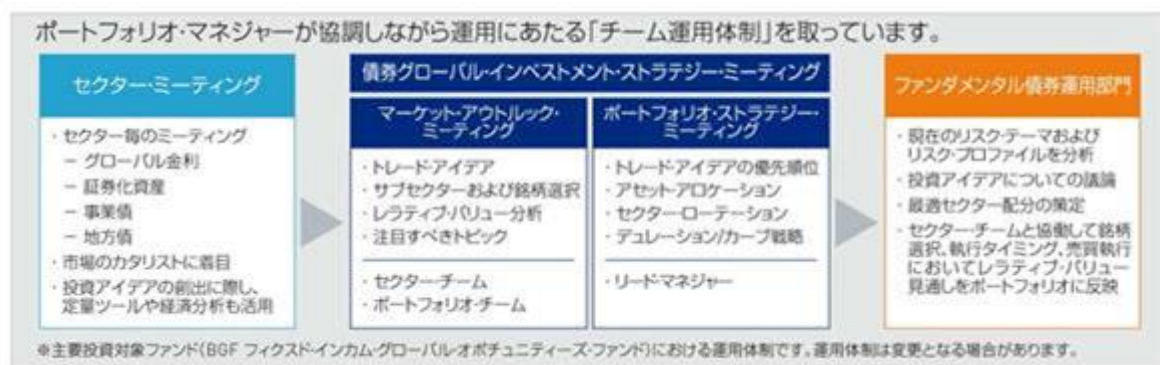 ポートフォリオ・マネジャーが協調しながら運用にあたる「チーム運用体制」を取っています。
セクター・ミーティング
・セクター毎のミーティング
− グローバル金利
− 証券化資産
− 事業債
− 地方債
・市場のカタリストに着目
・投資アイデアの創出に際し、
定量ツールや経済分析も活用
債券グローバル・インベストメント・ストラテジー・ミーティング
マーケット・アウトルック・
ミーティング
・トレード・アイデア
・サブセクターおよび銘柄選択
・レラティブ・バリュー分析
・注目すべきトピック
・セクター・チーム
・ポートフォリオ・チーム
ポートフォリオ・ストラテジー・
ミーティング
・トレード・アイデアの優先順位
・アセット・アロケーション
・セクター・ローテーション
・デュレーション/カーブ戦略
・リード・マネジャー
ファンダメンタル債券運用部門
・現在のリスク・テーマおよび
リスク・プロファイルを分析
・投資アイデアについての議論
・最適セクター配分の策定
・セクター・チームと協働して銘柄
選択、執行タイミング、売買執行
においてレラティブ・バリュー
見通しをポートフォリオに反映
※主要投資対象ファンド(BGF フィクスド・インカム・グローバル・オポチュニティーズ・ファンド)における運用体制です。運用体制は変更となる場合があります。